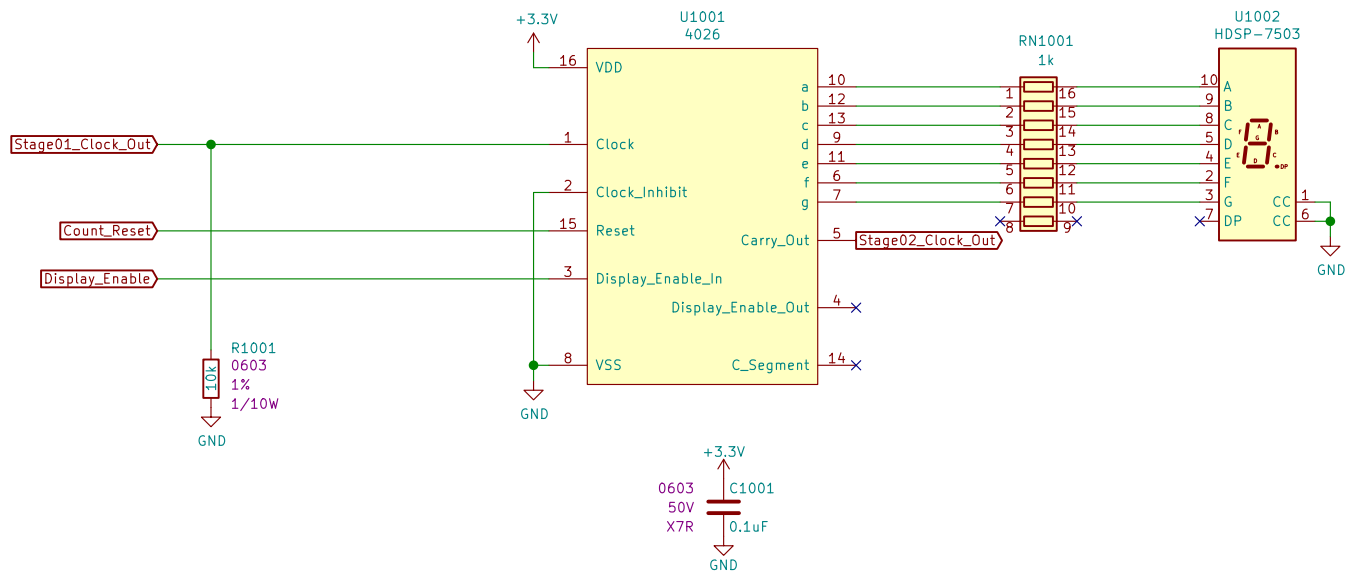 +3.3V
U1001
4026
16 VDD
1 Clock
2 Clock_Inhibit
15 Reset
3 Display_Enable_In
8 VSS
a 10
b 12
c 13
d 9
e 11
f 6
g 7
Carry_Out 5
Display_Enable_Out 4
C_Segment 14
Stage01_Clock_Out
Count_Reset
Display_Enable
Stage02_Clock_Out
R1001
10k
0603
1%
1/10W
GND
GND
RN1001
1k
1 16
2 15
3 14
4 13
5 12
6 11
7 10
8 9
U1002
HDSP-7503
10 A
9 B
8 C
5 D
4 E
2 F
3 G
7 DP
CC 1
CC 6
A
F B
G
E C
D
DP
GND
+3.3V
0603 C1001
50V
X7R 0.1uF
GND